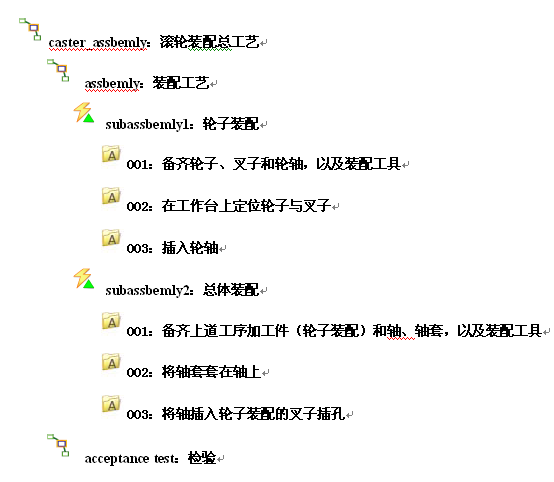 caster_assbemly：滚轮装配总工艺
assbemly：装配工艺
subassbemly1：轮子装配
A 001：备齐轮子、叉子和轮轴，以及装配工具
A 002：在工作台上定位轮子与叉子
A 003：插入轮轴
subassbemly2：总体装配
A 001：备齐上道工序加工件（轮子装配）和轴、轴套，以及装配工具
A 002：将轴套套在轴上
A 003：将轴插入轮子装配的叉子插孔
acceptance test：检验